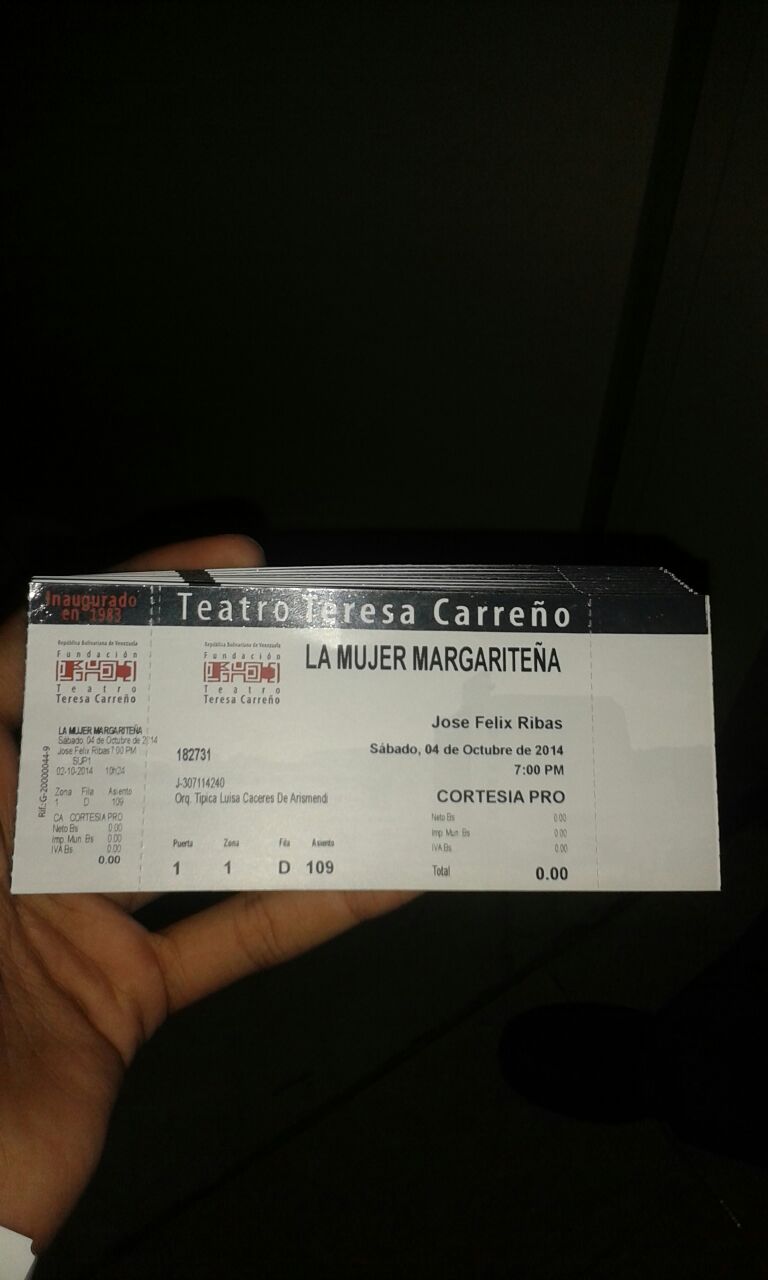 Inaugurado
en 1983
Teatro Teresa Carreño
República Bolivariana de Venezuela
Fundación
Teatro
Teresa Carreño
LA MUJER MARGARITEÑA
Sábado, 04 de Octubre de 2014
Jose Felix Ribas 7:00 PM
SUP1
02-10-2014 10h24
Zona Fila Asiento
1 D 109
CA CORTESIA PRO
Neto Bs 0.00
Imp Mun Bs 0.00
IVA Bs 0.00
0.00
Rif.: G-20000044-9
República Bolivariana de Venezuela
Fundación
Teatro
Teresa Carreño
LA MUJER MARGARITEÑA
Jose Felix Ribas
Sábado, 04 de Octubre de 2014
7:00 PM
182731
J-307114240
Orq. Tipica Luisa Caceres De Arismendi
CORTESIA PRO
Neto Bs 0.00
Imp. Mun. Bs 0.00
IVA Bs. 0.00
Total 0.00
Puerta Zona Fila Asiento
1 1 D 109